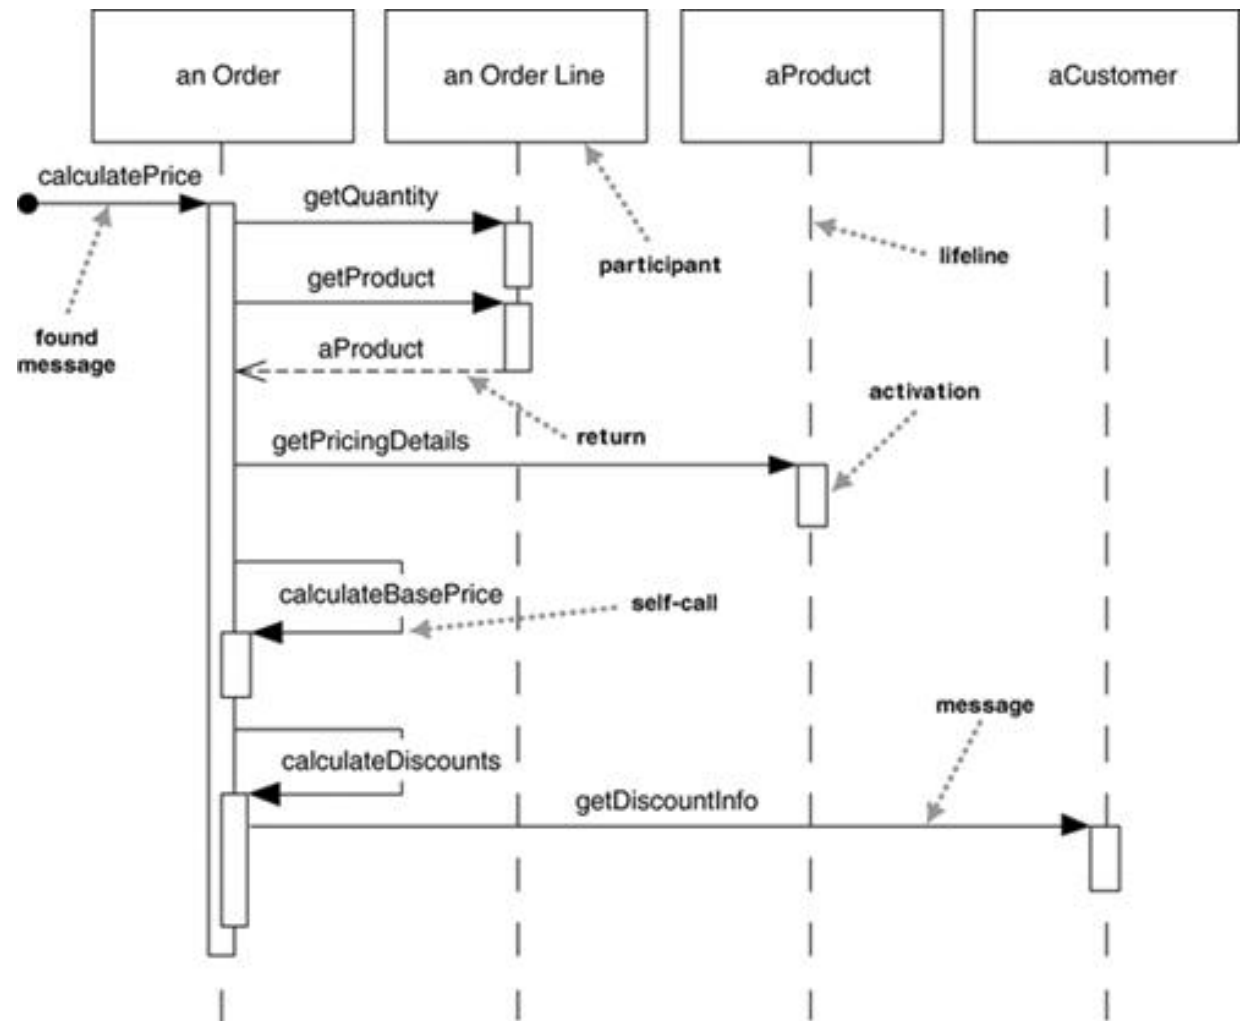 an Order
an Order Line
aProduct
aCustomer
calculatePrice
getQuantity
participant
lifeline
getProduct
found
message
aProduct
activation
return
getPricingDetails
calculateBasePrice
self-call
message
calculateDiscounts
getDiscountInfo